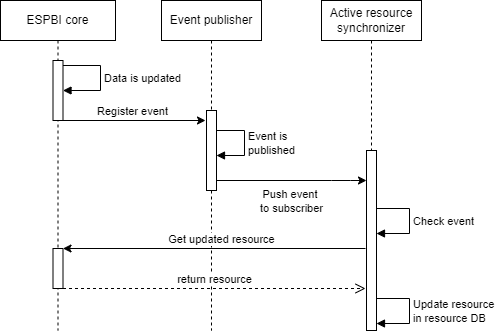 ESPBI core
Event publisher
Active resource
synchronizer
Data is updated
Register event
Event is
published
Push event
to subscriber
Check event
Get updated resource
return resource
Update resource
in resource DB